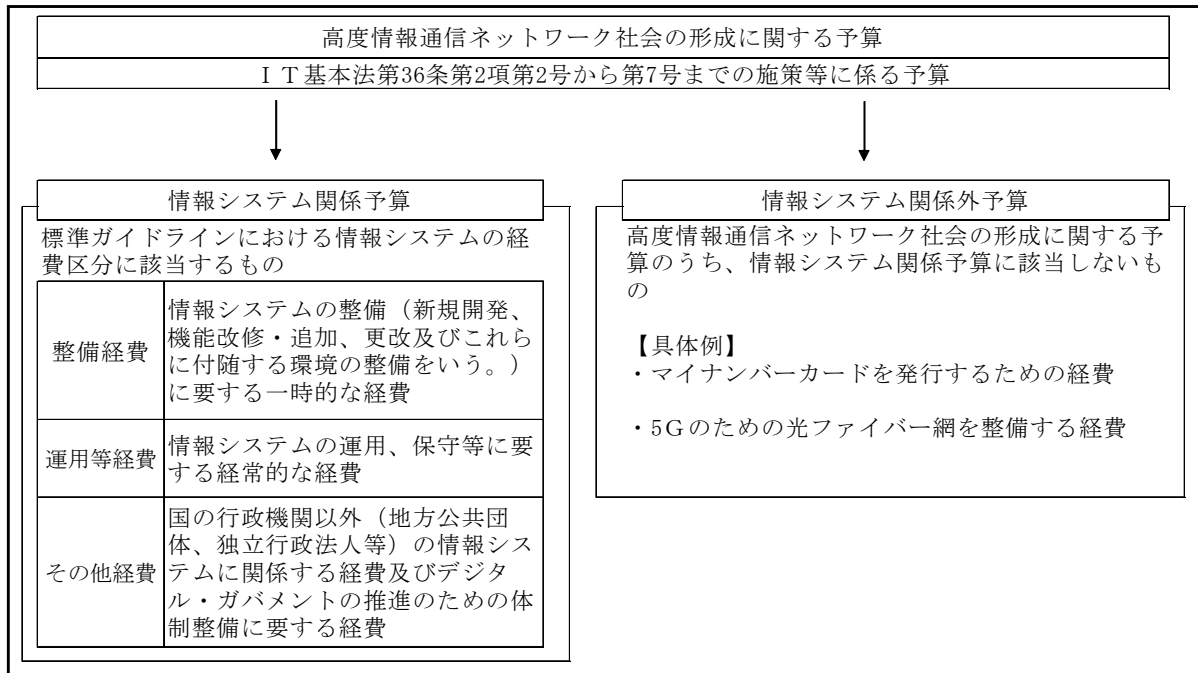 高度情報通信ネットワーク社会の形成に関する予算
ＩＴ基本法第36条第2項第2号から第7号までの施策等に係る予算
情報システム関係予算
標準ガイドラインにおける情報システムの経
費区分に該当するもの
整備経費
情報システムの整備（新規開発、
機能改修・追加、更改及びこれら
に付随する環境の整備をいう。）
に要する一時的な経費
運用等経費
情報システムの運用、保守等に要
する経常的な経費
その他経費
国の行政機関以外（地方公共団
体、独立行政法人等）の情報シス
テムに関係する経費及びデジタ
ル・ガバメントの推進のための体
制整備に要する経費
情報システム関係外予算
高度情報通信ネットワーク社会の形成に関する予
算のうち、情報システム関係予算に該当しないも
の
【具体例】
・マイナンバーカードを発行するための経費
・5Gのための光ファイバー網を整備する経費